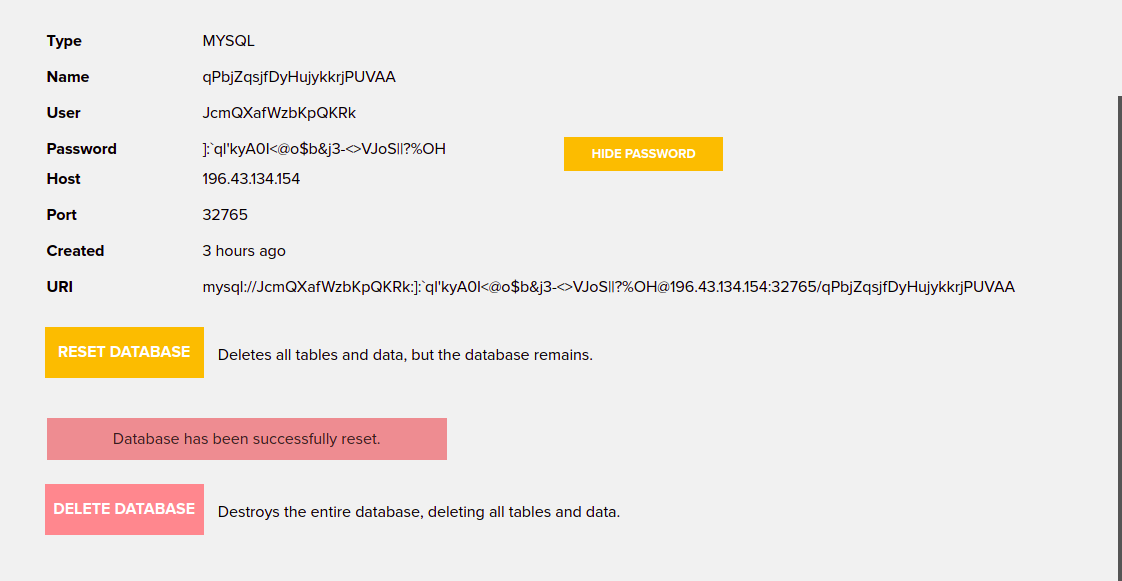 Type MYSQL
Name qPbjZqsjfDyHujykkrjPUVAA
User JcmQXafWzbKpQKRk
Password ]:`ql'kyA0I<@o$b&j3-<>VJoS||?%OH HIDE PASSWORD
Host 196.43.134.154
Port 32765
Created 3 hours ago
URI mysql://JcmQXafWzbKpQKRk:]:`ql'kyA0I<@o$b&j3-<>VJoS||?%OH@196.43.134.154:32765/qPbjZqsjfDyHujykkrjPUVAA
RESET DATABASE Deletes all tables and data, but the database remains.
Database has been successfully reset.
DELETE DATABASE Destroys the entire database, deleting all tables and data.